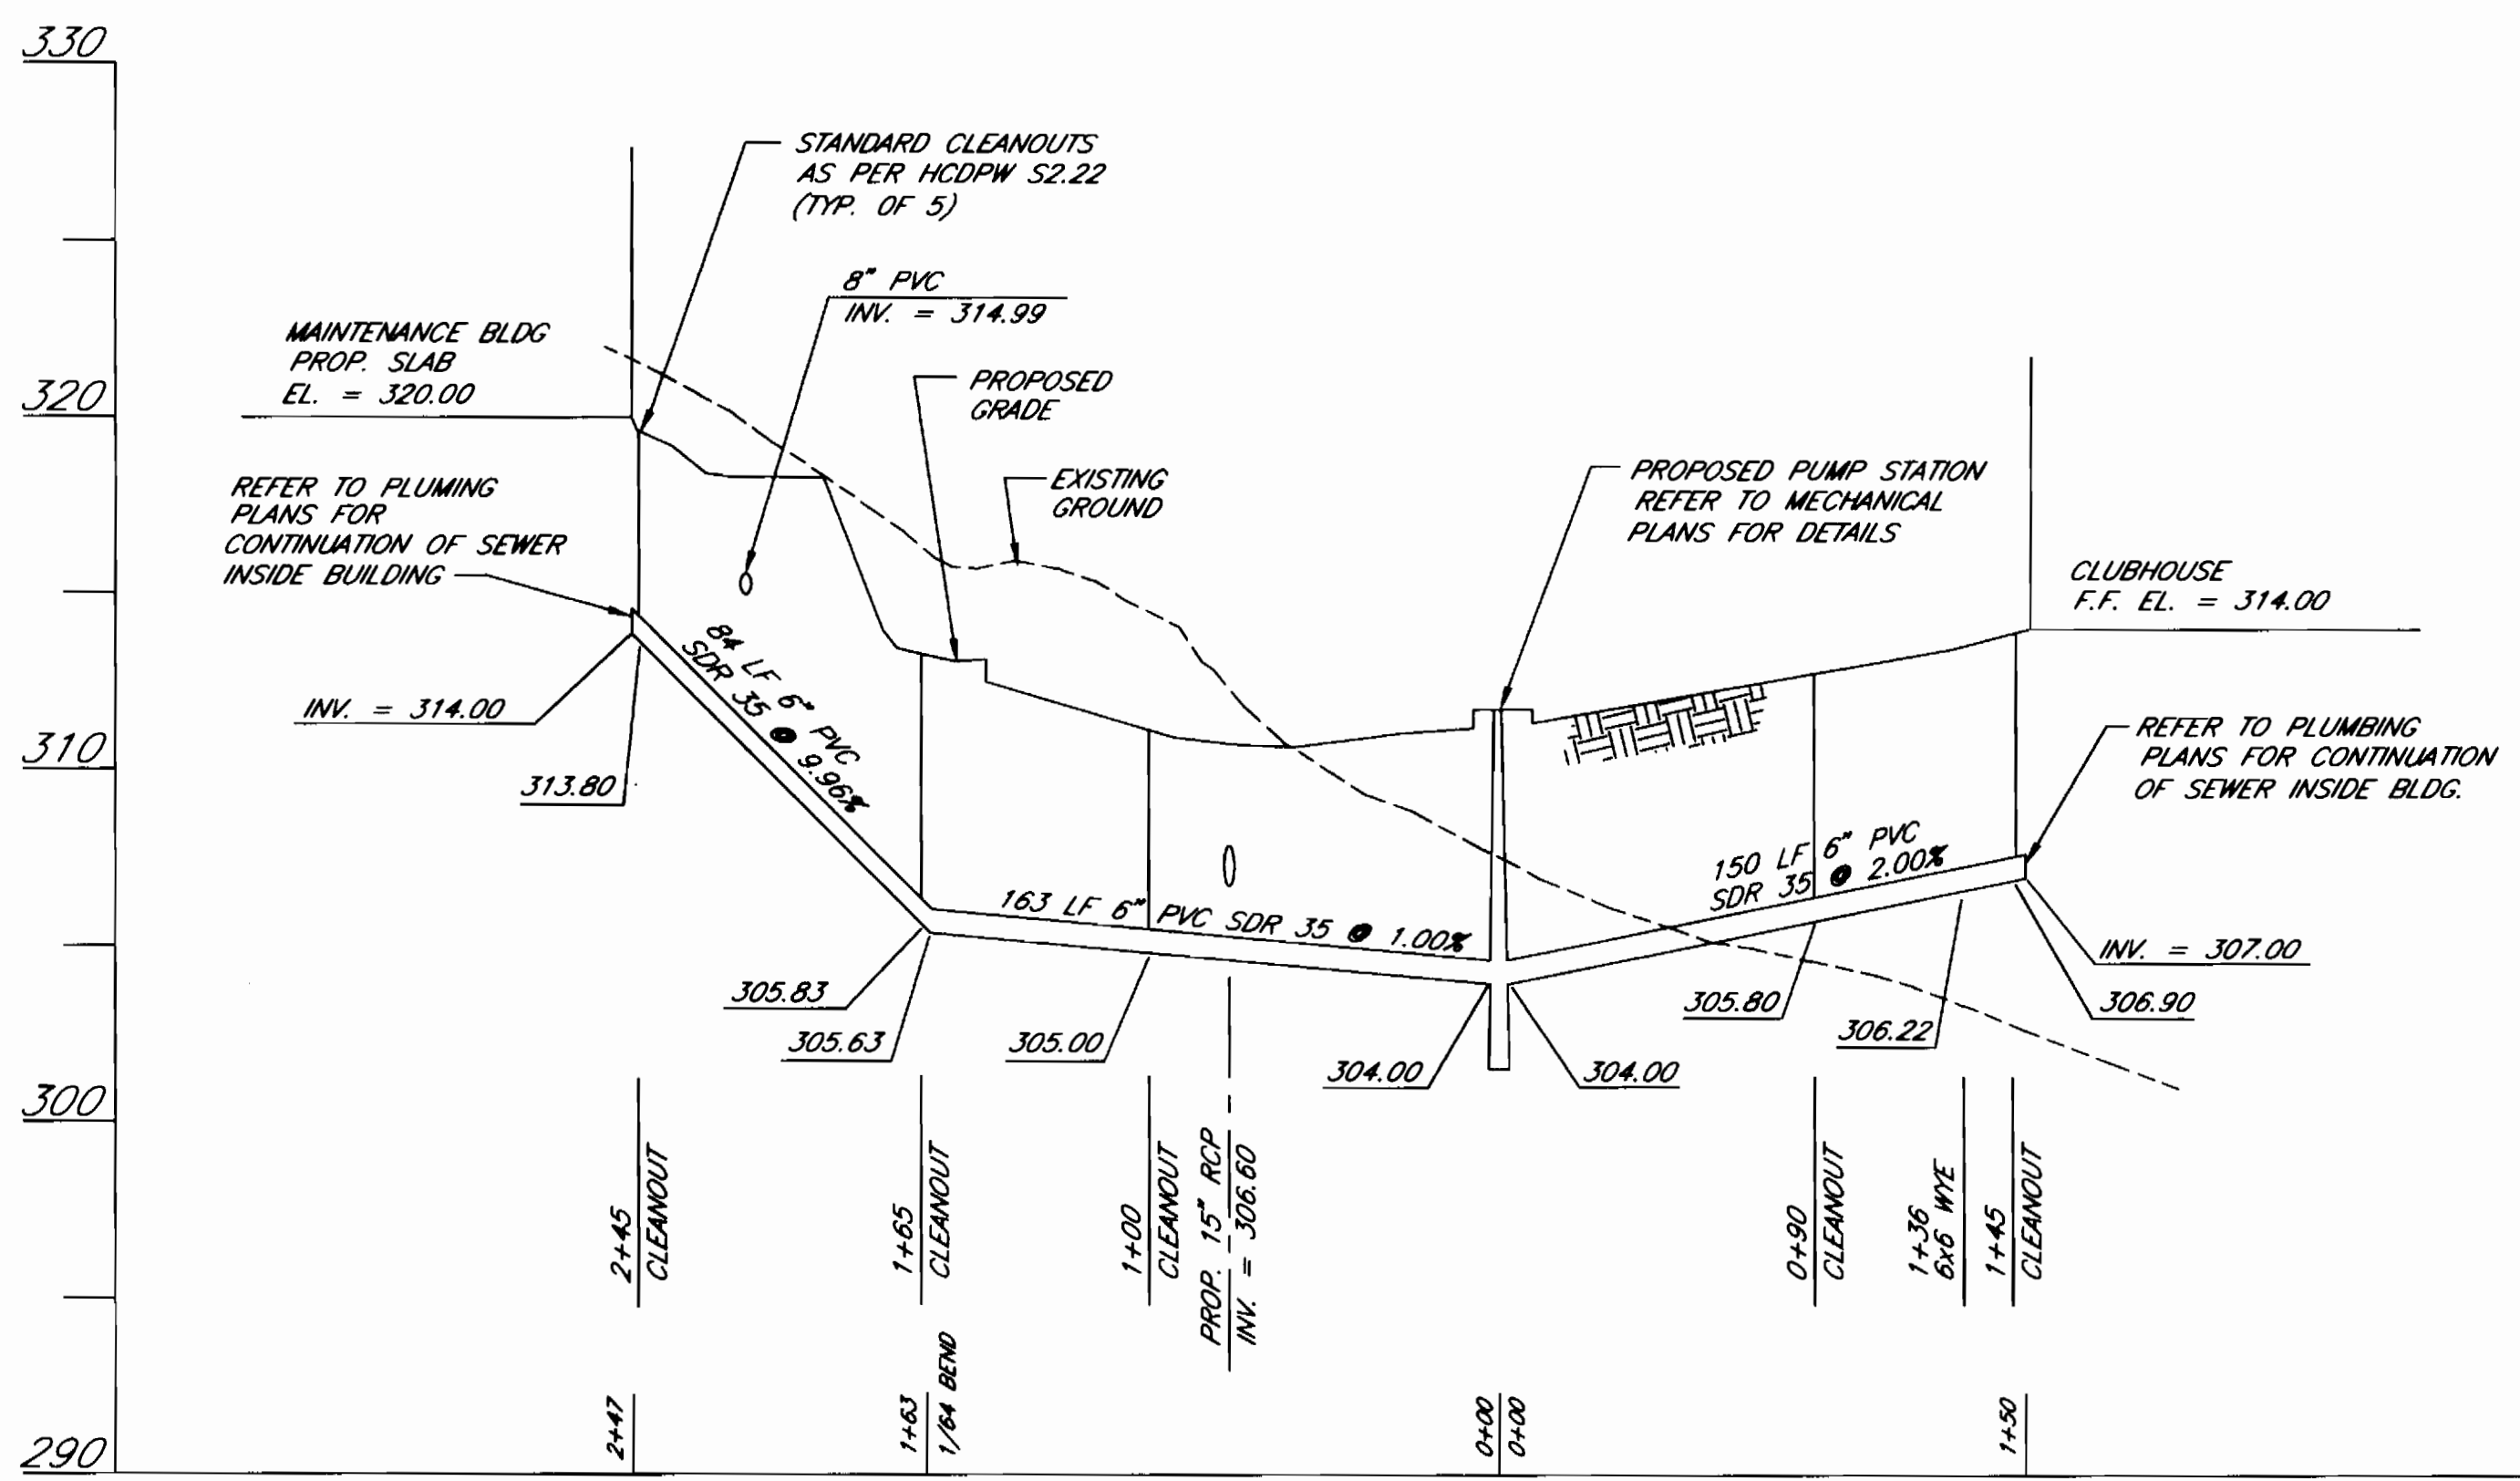 330
320
310
300
290
STANDARD CLEANOUTS
AS PER HCDPW S2.22
(TYP. OF 5)
8" PVC
INV. = 314.99
MAINTENANCE BLDG
PROP. SLAB
EL. = 320.00
PROPOSED
GRADE
EXISTING
GROUND
PROPOSED PUMP STATION
REFER TO MECHANICAL
PLANS FOR DETAILS
REFER TO PLUMING
PLANS FOR
CONTINUATION OF SEWER
INSIDE BUILDING
CLUBHOUSE
F.F. EL. = 314.00
INV. = 314.00
313.80
84 LF 6" PVC
SDR 35 @ 9.96%
REFER TO PLUMBING
PLANS FOR CONTINUATION
OF SEWER INSIDE BLDG.
163 LF 6" PVC SDR 35 @ 1.00%
150 LF 6" PVC
SDR 35 @ 2.00%
305.83
305.63
305.00
304.00
304.00
305.80
306.22
INV. = 307.00
306.90
2+45
CLEANOUT
1+65
CLEANOUT
1+00
CLEANOUT
PROP. 15" RCP
INV. = 306.60
0+90
CLEANOUT
1+36
6x6 WYE
1+45
CLEANOUT
2+47
1+63
1/64 BEND
0+00
0+00
1+50